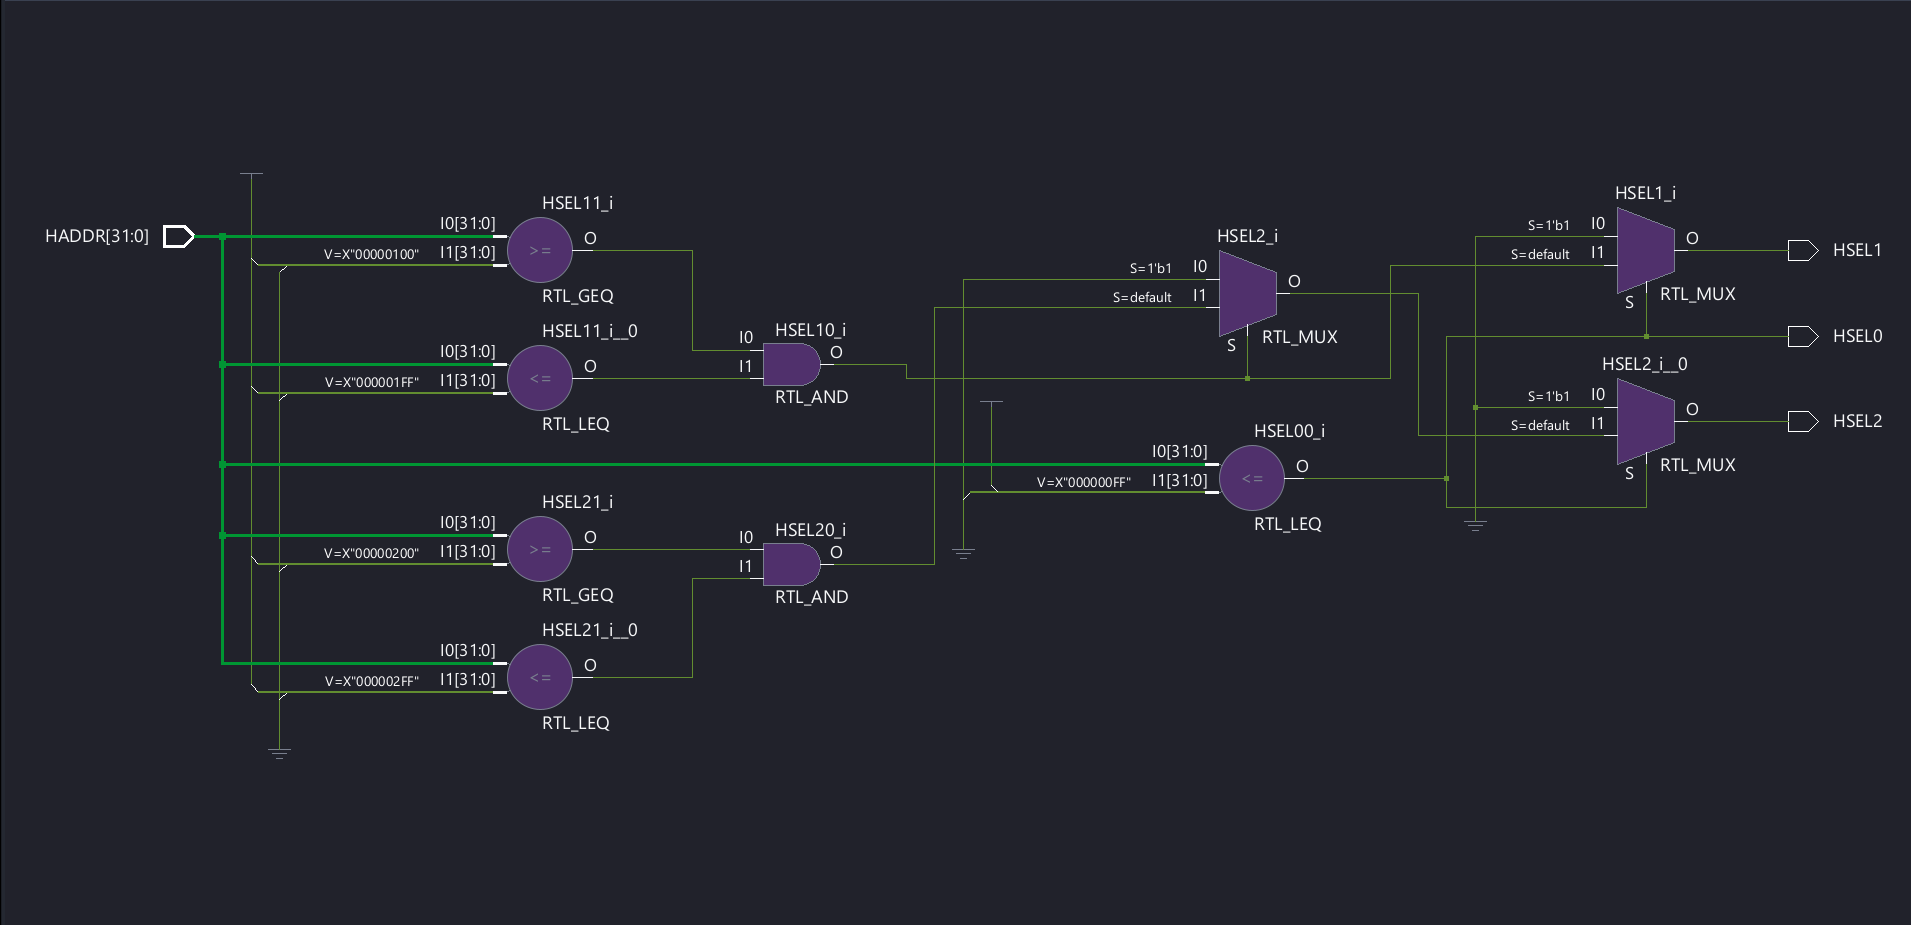 HADDR[31:0]
HSEL11_i
I0[31:0]
V=X"00000100"
I1[31:0]
>=
O
RTL_GEQ
HSEL11_i__0
I0[31:0]
V=X"000001FF"
I1[31:0]
<=
O
RTL_LEQ
HSEL10_i
I0
I1
O
RTL_AND
HSEL21_i
I0[31:0]
V=X"00000200"
I1[31:0]
>=
O
RTL_GEQ
HSEL21_i__0
I0[31:0]
V=X"000002FF"
I1[31:0]
<=
O
RTL_LEQ
HSEL20_i
I0
I1
O
RTL_AND
HSEL2_i
S=1'b1
I0
S=default
I1
O
S
RTL_MUX
HSEL00_i
I0[31:0]
V=X"000000FF"
I1[31:0]
<=
O
RTL_LEQ
HSEL1_i
S=1'b1
I0
S=default
I1
O
S
RTL_MUX
HSEL1
HSEL0
HSEL2_i__0
S=1'b1
I0
S=default
I1
O
S
RTL_MUX
HSEL2